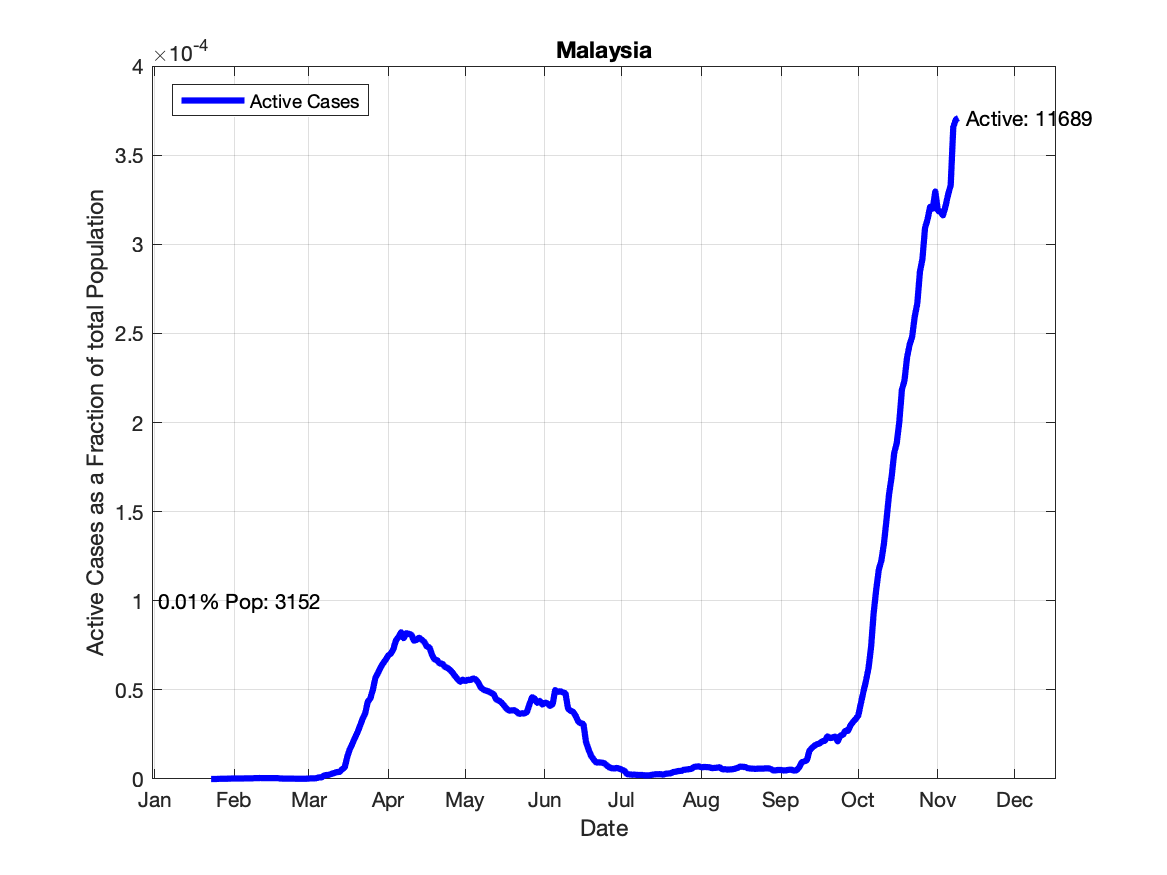 Malaysia
×10-4
Active Cases
Active: 11689
4
3.5
3
2.5
2
1.5
1
0.5
0
0.01% Pop: 3152
Active Cases as a Fraction of total Population
Jan Feb Mar Apr May Jun Jul Aug Sep Oct Nov Dec
Date